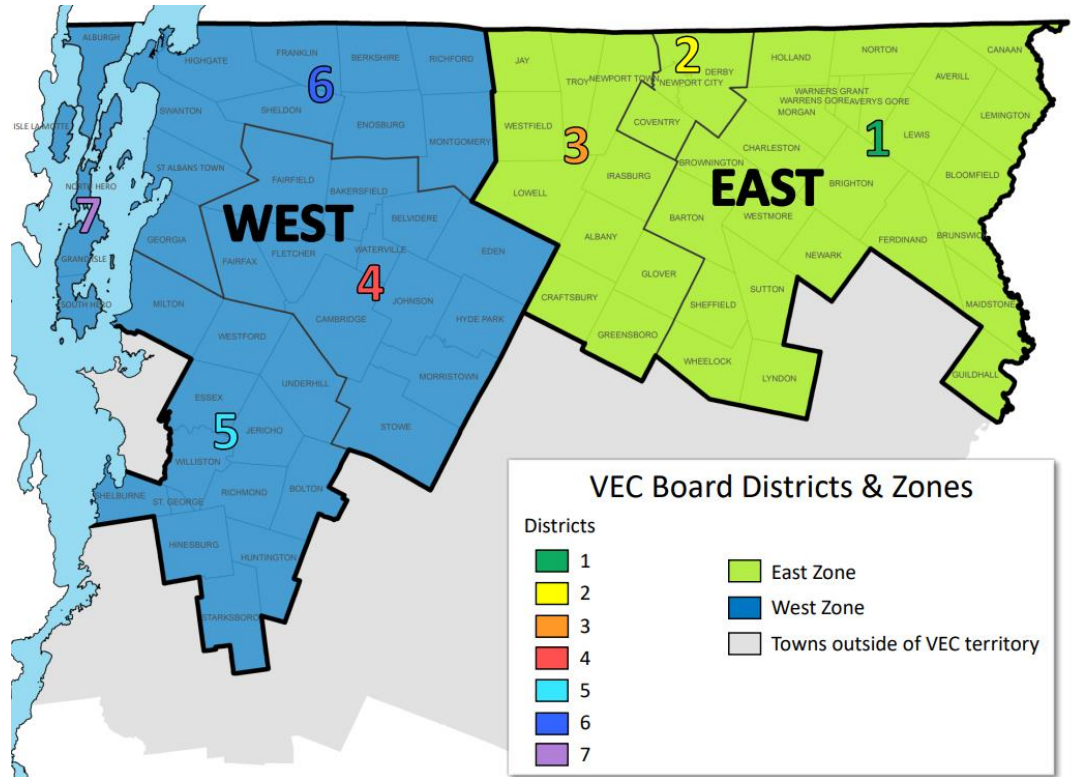 ALBURGH
HIGHGATE
FRANKLIN
BERKSHIRE
RICHFORD
6
SWANTON
SHELDON
ENOSBURG
MONTGOMERY
ISLE LA MOTTE
ST ALBANS TOWN
NORTH HERO
7
FAIRFIELD
BAKERSFIELD
BELVIDERE
WEST
GEORGIA
FAIRFAX
FLETCHER
WATERVILLE
EDEN
GRAND ISLE
4
SOUTH HERO
MILTON
JOHNSON
CAMBRIDGE
HYDE PARK
WESTFORD
UNDERHILL
MORRISTOWN
ESSEX
STOWE
5
JERICHO
WILLISTON
SHELBURNE
ST. GEORGE
RICHMOND
BOLTON
HINESBURG
HUNTINGTON
STARKSBORO
JAY
TROY
NEWPORT TOWN
2
DERBY
NEWPORT CITY
HOLLAND
NORTON
CANAAN
AVERILL
WARNERS GRANT
WARRENS GORE
AVERYS GORE
MORGAN
LEMINGTON
WESTFIELD
3
COVENTRY
CHARLESTON
1
LEWIS
BROWNINGTON
BLOOMFIELD
LOWELL
IRASBURG
EAST
BRIGHTON
BARTON
WESTMORE
ALBANY
FERDINAND
BRUNSWIC
NEWARK
GLOVER
SUTTON
CRAFTSBURY
SHEFFIELD
MAIDSTONE
GREENSBORO
WHEELOCK
LYNDON
GUILDHALL
VEC Board Districts & Zones
Districts
1
2
3
4
5
6
7
East Zone
West Zone
Towns outside of VEC territory